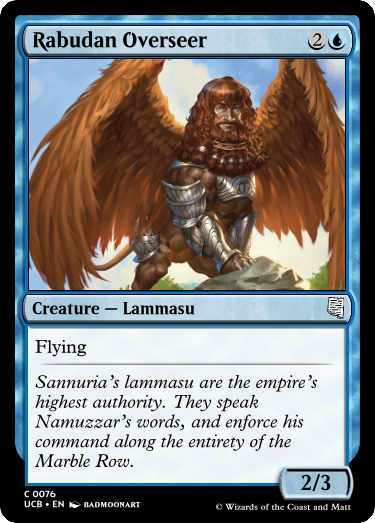 Rabudan Overseer 2
Creature — Lammasu
Flying
Sannuria's lammasu are the empire's
highest authority. They speak
Namuzzar's words, and enforce his
command along the entirety of the
Marble Row.
2/3
C 0076
UCB • EN BADMOONART
© Wizards of the Coast and Matt